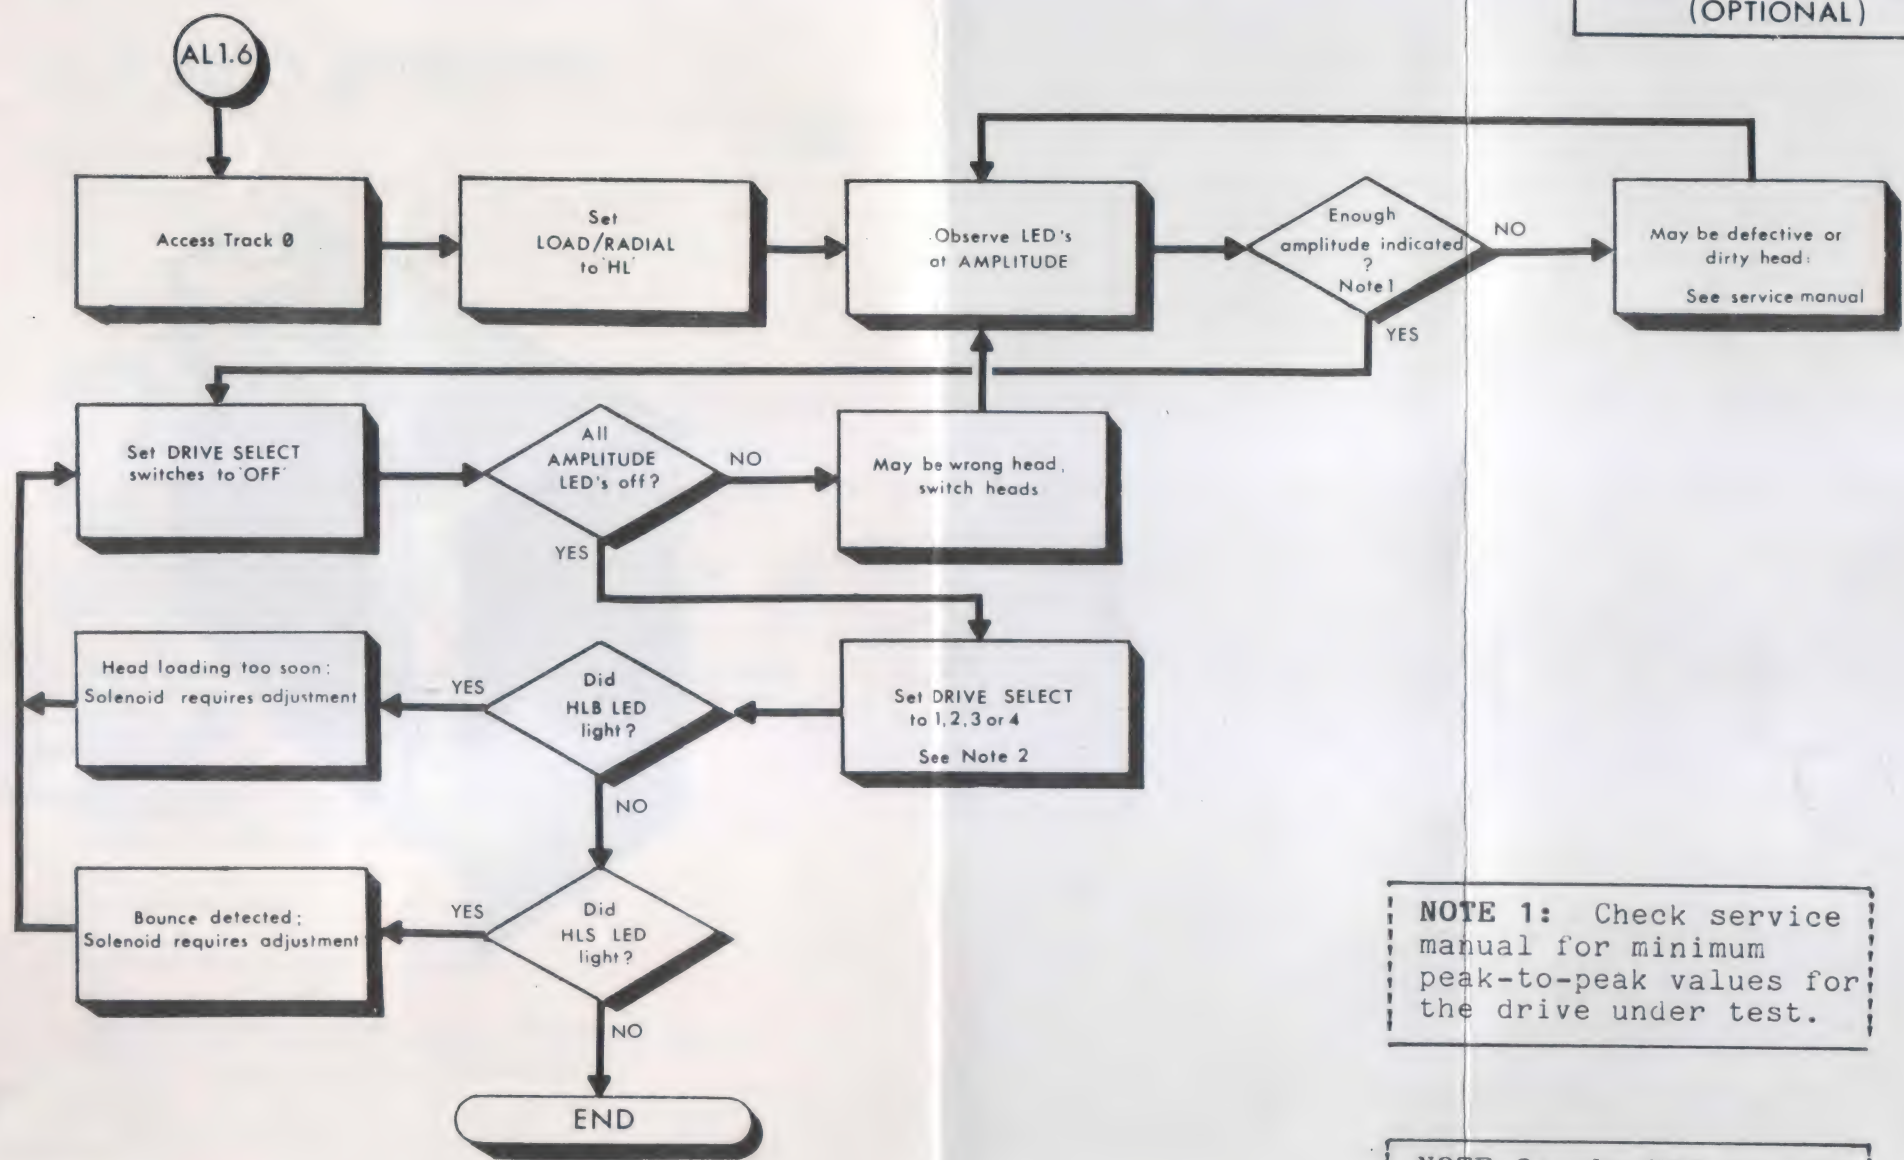 (OPTIONAL)
AL1.6
Access Track 0
Set
LOAD/RADIAL
to 'HL'
Observe LED's
at AMPLITUDE
Enough
amplitude indicated
?
Note 1
NO
YES
May be defective or
dirty head:
See service manual
Set DRIVE SELECT
switches to 'OFF'
All
AMPLITUDE
LED's off?
NO
YES
May be wrong head,
switch heads
Head loading too soon:
Solenoid requires adjustment
YES
Did
HLB LED
light?
NO
Set DRIVE SELECT
to 1,2,3 or 4
See Note 2
Bounce detected;
Solenoid requires adjustment
YES
Did
HLS LED
light?
NO
END
NOTE 1: Check service
manual for minimum
peak-to-peak values for
the drive under test.